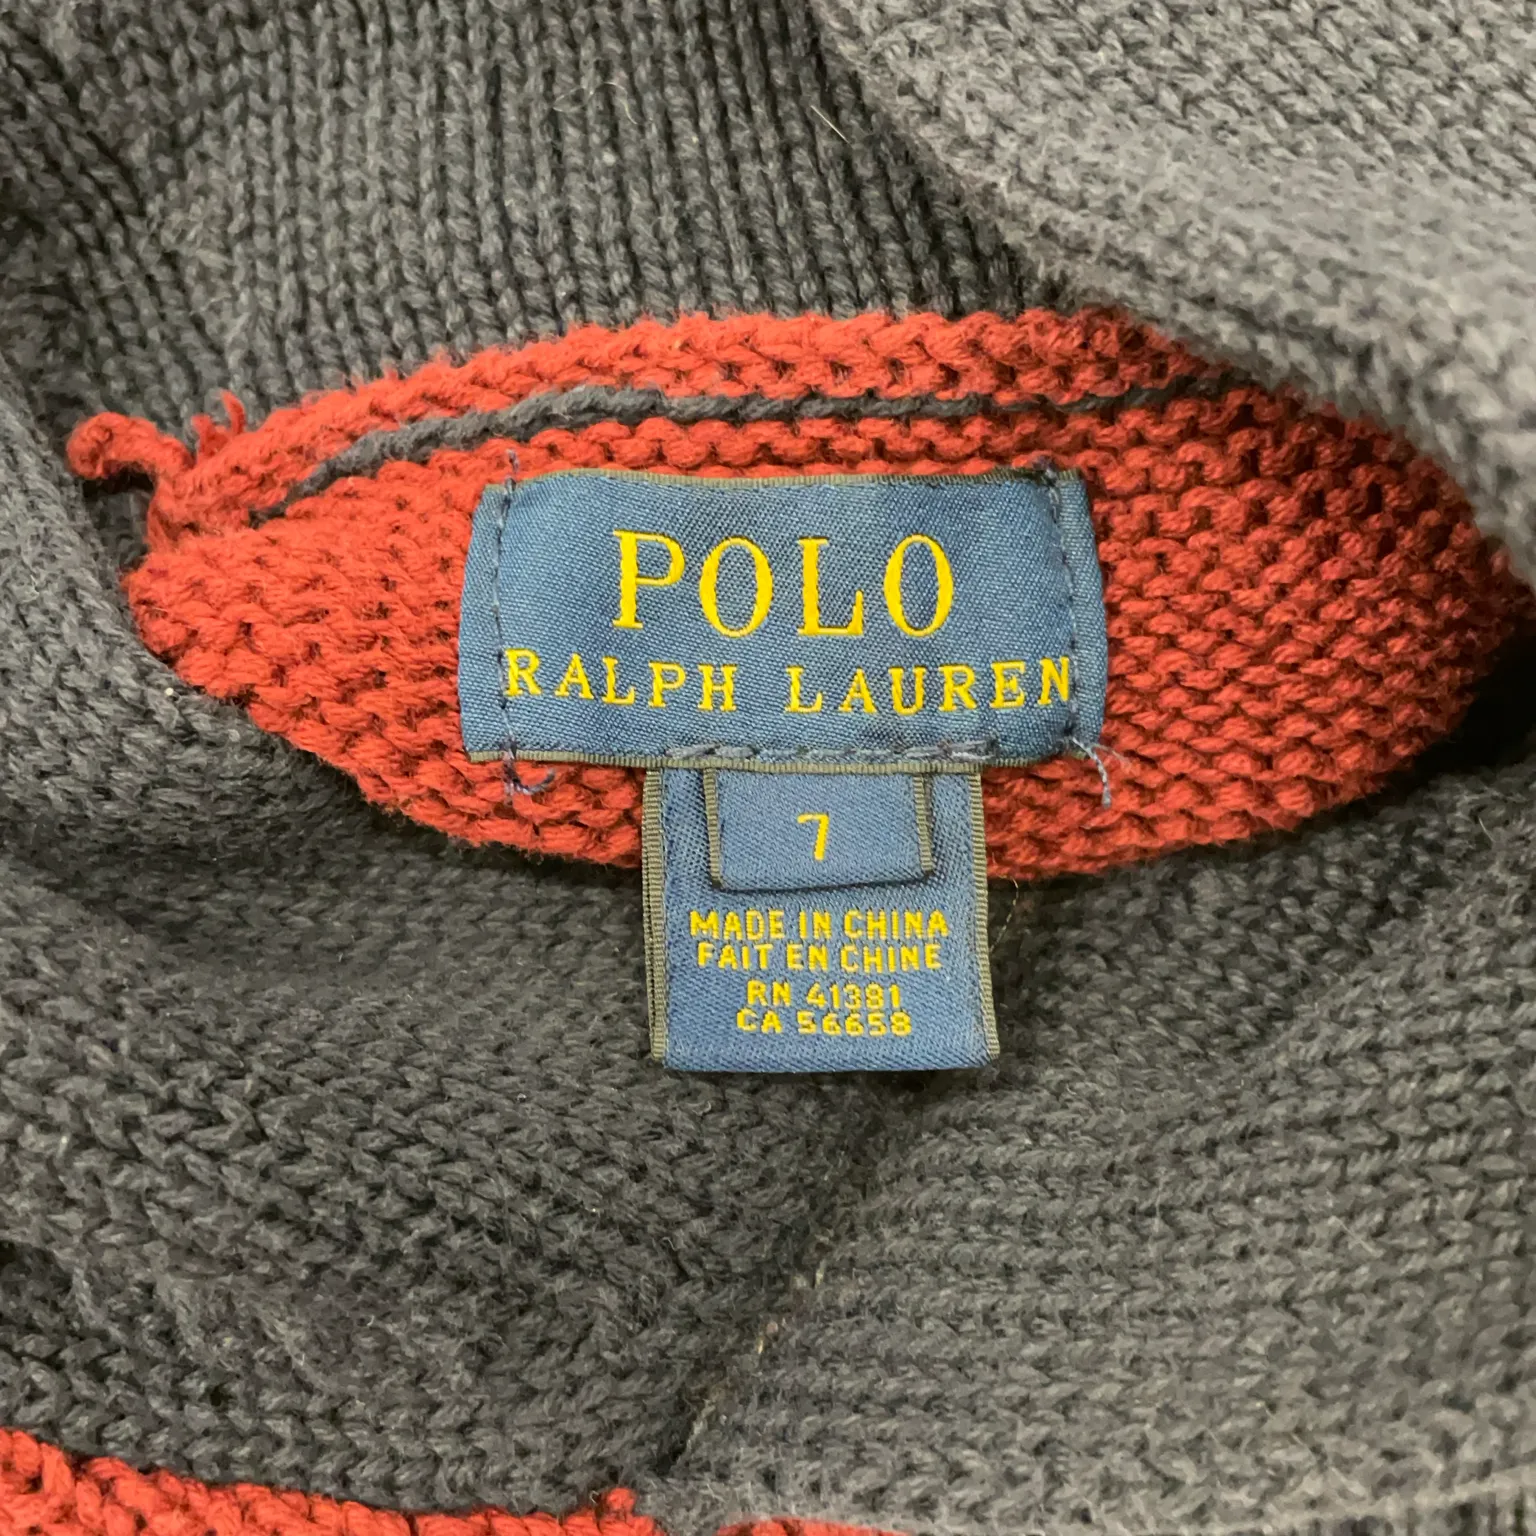 POLO
RALPH LAUREN
7
MADE IN CHINA
FAIT EN CHINE
RN 41381
CA 56658